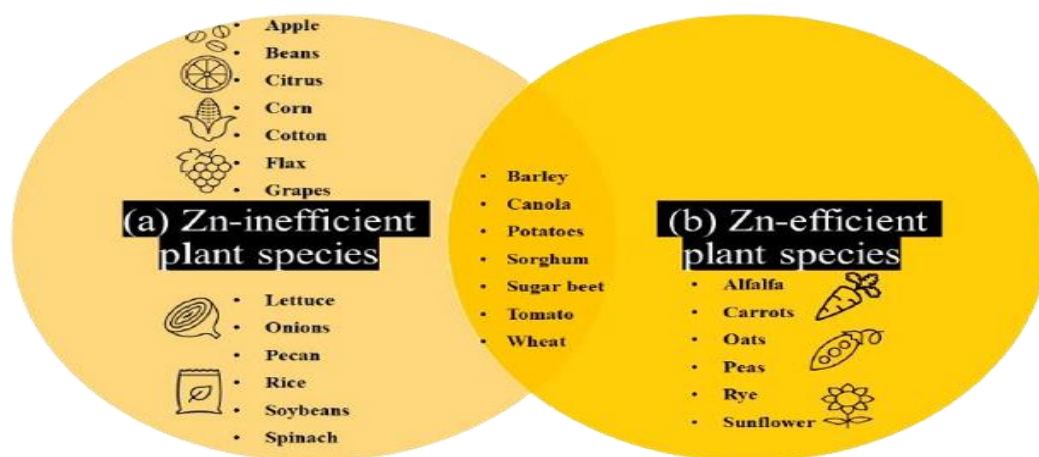 • Apple
• Beans
• Citrus
• Corn
• Cotton
• Flax
• Grapes
(a) Zn-inefficient
plant species
• Lettuce
• Onions
• Pecan
• Rice
• Soybeans
• Spinach
• Barley
• Canola
• Potatoes
• Sorghum
• Sugar beet
• Tomato
• Wheat
(b) Zn-efficient
plant species
• Alfalfa
• Carrots
• Oats
• Peas
• Rye
• Sunflower